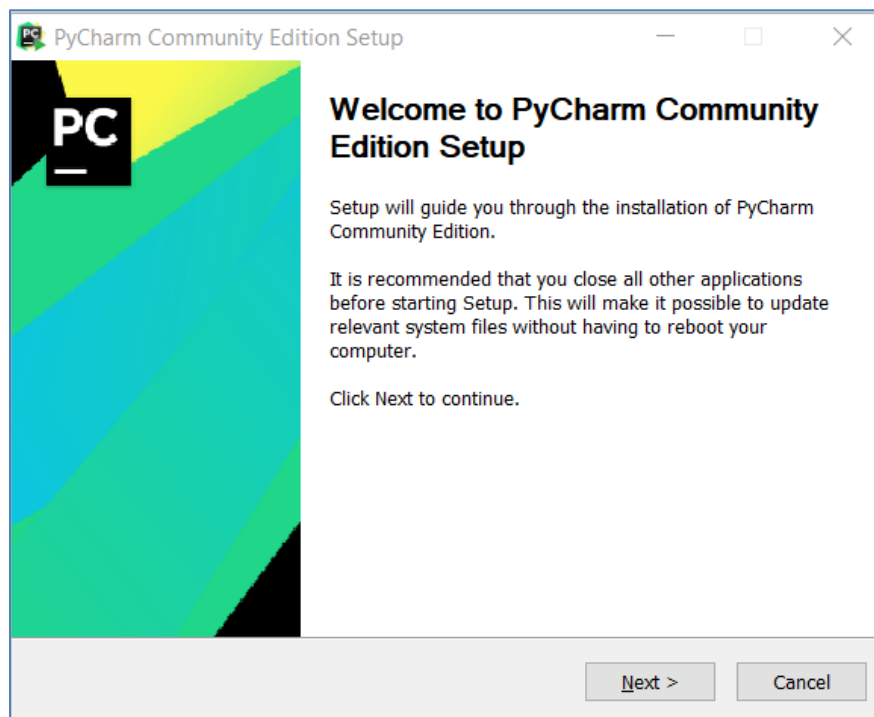 PyCharm Community Edition Setup
PC
Welcome to PyCharm Community
Edition Setup
Setup will guide you through the installation of PyCharm
Community Edition.
It is recommended that you close all other applications
before starting Setup. This will make it possible to update
relevant system files without having to reboot your
computer.
Click Next to continue.
Next >
Cancel